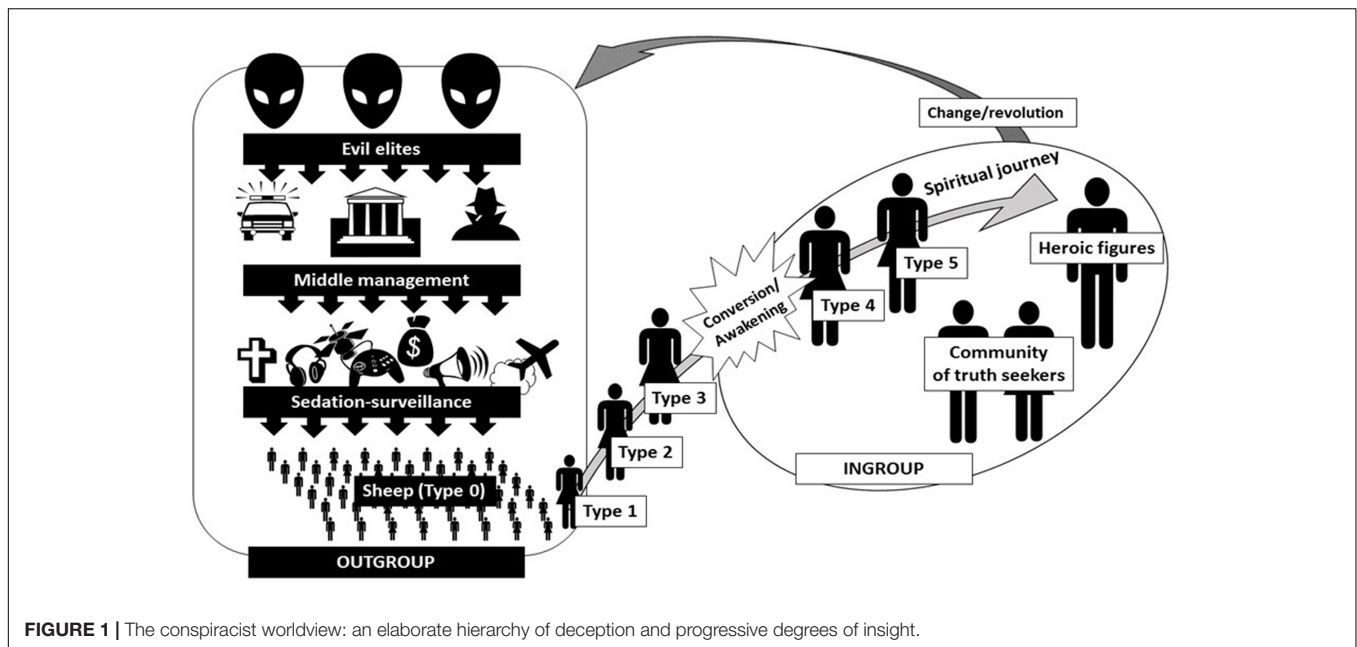 Evil elites
Middle management
$
Sedation-surveillance
Sheep (Type 0)
OUTGROUP
Type 1
Type 2
Type 3
Conversion/
Awakening
Type 4
Type 5
Spiritual journey
Change/revolution
Heroic figures
Community
of truth seekers
INGROUP
FIGURE 1 | The conspiracist worldview: an elaborate hierarchy of deception and progressive degrees of insight.